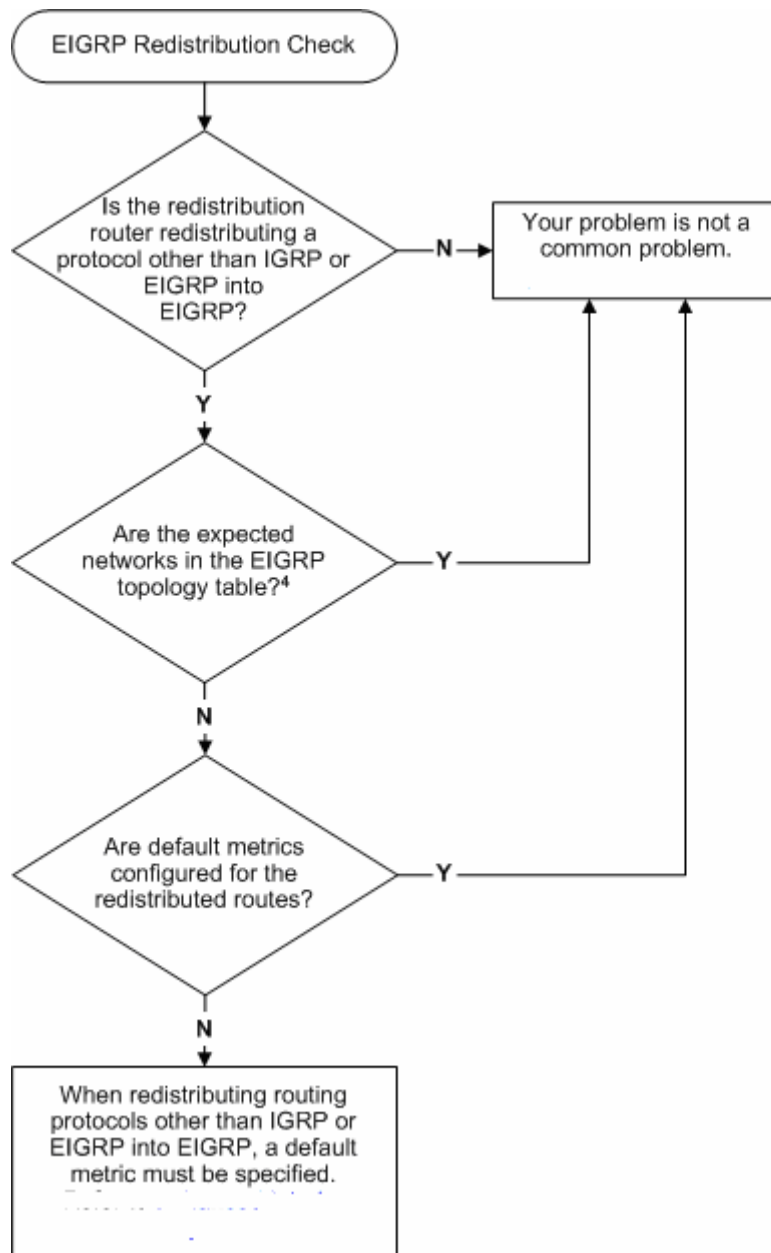 EIGRP Redistribution Check
Is the redistribution
router redistributing a
protocol other than IGRP or
EIGRP into
EIGRP?
N
Your problem is not a
common problem.
Y
Are the expected
networks in the EIGRP
topology table?4
Y
N
Are default metrics
configured for the
redistributed routes?
Y
N
When redistributing routing
protocols other than IGRP or
EIGRP into EIGRP, a default
metric must be specified.